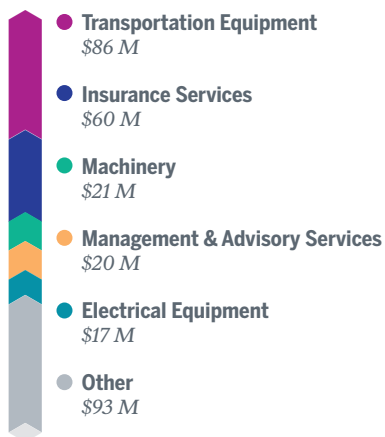 Transportation Equipment
$86 M
Insurance Services
$60 M
Machinery
$21 M
Management & Advisory Services
$20 M
Electrical Equipment
$17 M
Other
$93 M